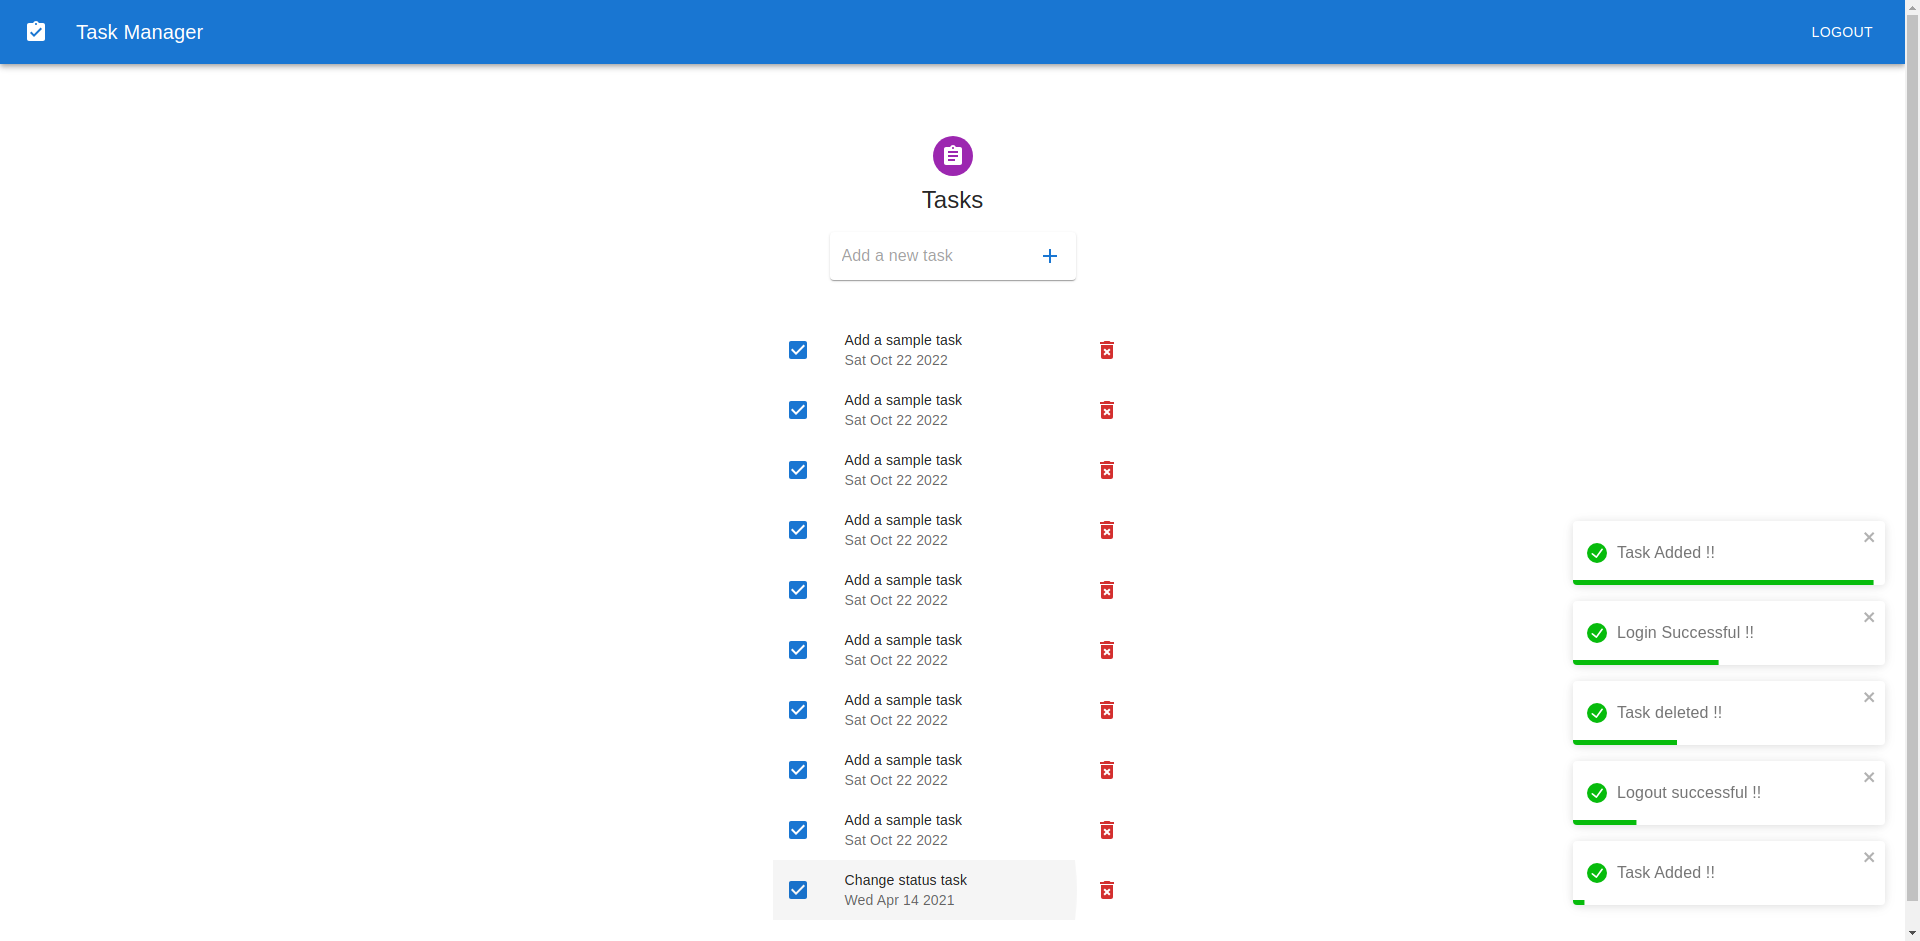 Task Manager
LOGOUT
Tasks
Add a new task
Add a sample task
Sat Oct 22 2022
Add a sample task
Sat Oct 22 2022
Add a sample task
Sat Oct 22 2022
Add a sample task
Sat Oct 22 2022
Add a sample task
Sat Oct 22 2022
Add a sample task
Sat Oct 22 2022
Add a sample task
Sat Oct 22 2022
Add a sample task
Sat Oct 22 2022
Add a sample task
Sat Oct 22 2022
Change status task
Wed Apr 14 2021
Task Added !!
Login Successful !!
Task deleted !!
Logout successful !!
Task Added !!